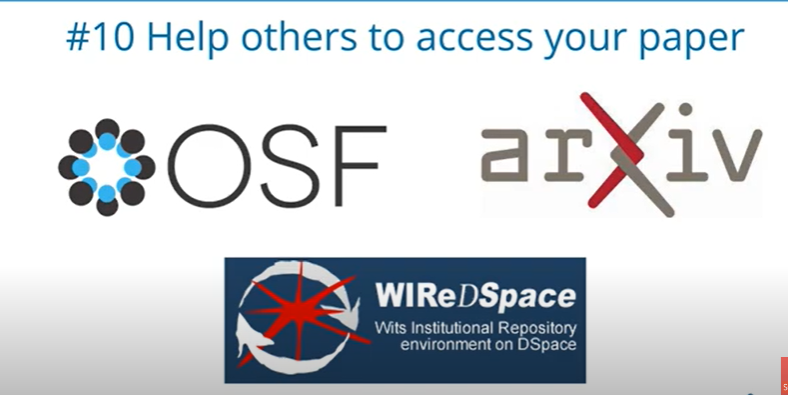 #10 Help others to access your paper
OSF
arXiv
WIReDSpace
Wits Institutional Repository
environment on DSpace